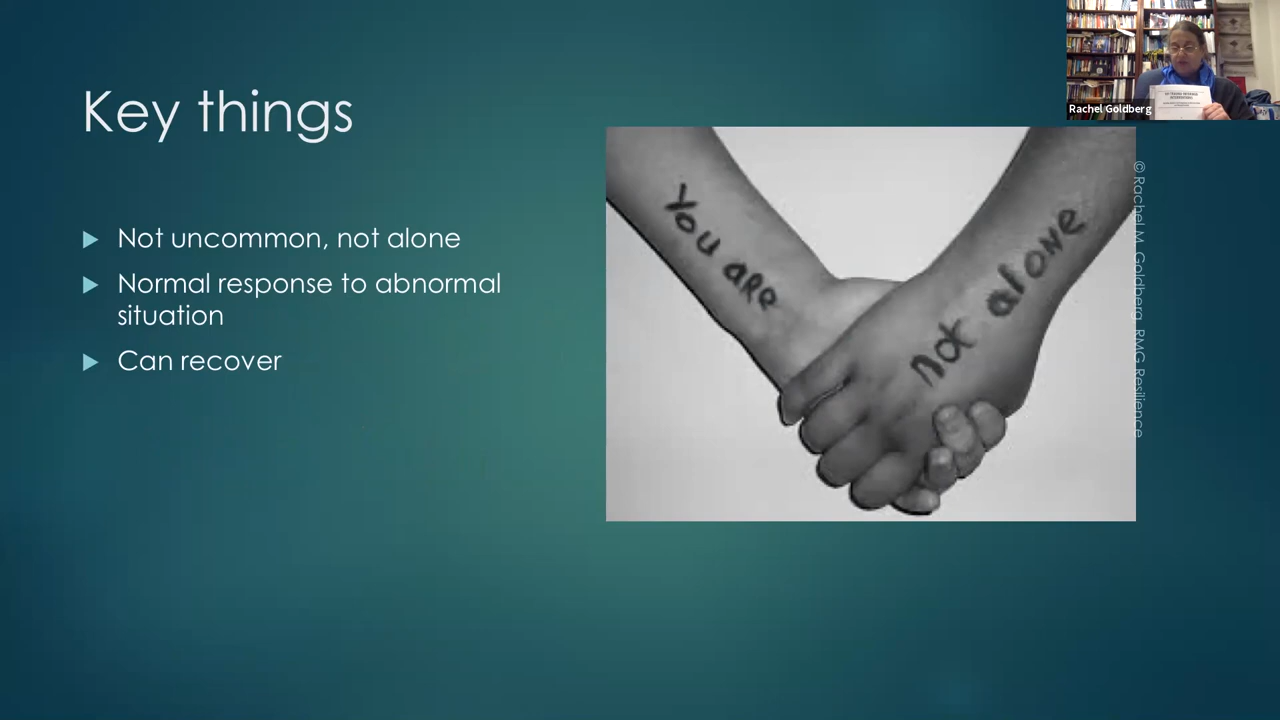 Key things
Not uncommon, not alone
Normal response to abnormal
situation
Can recover
You are
not alone
© Rachel M. Goldberg, RMG Resilience
Rachel Goldberg